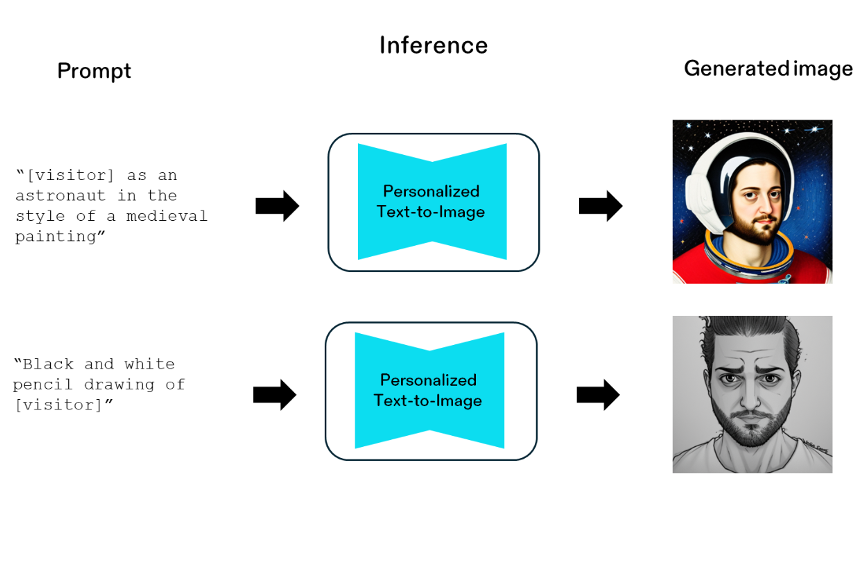 Inference
Prompt
Generated image
“[visitor] as an
astronaut in the
style of a medieval
painting”
Personalized
Text-to-Image
“Black and white
pencil drawing of
[visitor]”
Personalized
Text-to-Image